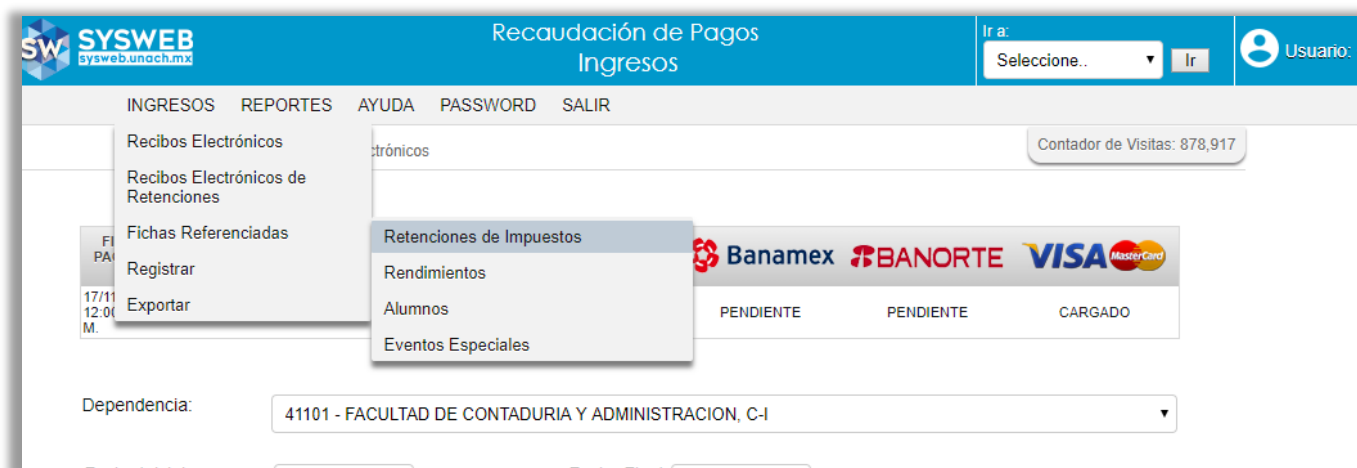 SW SYSWEB
sysweb.unach.mx
Recaudación de Pagos
Ingresos
Ir a:
Seleccione.. Ir
Usuario:
INGRESOS REPORTES AYUDA PASSWORD SALIR
Recibos Electrónicos
ctrónicos
Contador de Visitas: 878,917
Recibos Electrónicos de
Retenciones
Fichas Referenciadas
Registrar
Exportar
Retenciones de Impuestos
Rendimientos
Alumnos
Eventos Especiales
FI
PA
Banamex BANORTE VISA MasterCard
17/11
12:00
M.
PENDIENTE PENDIENTE CARGADO
Dependencia: 41101 - FACULTAD DE CONTADURIA Y ADMINISTRACION, C-I